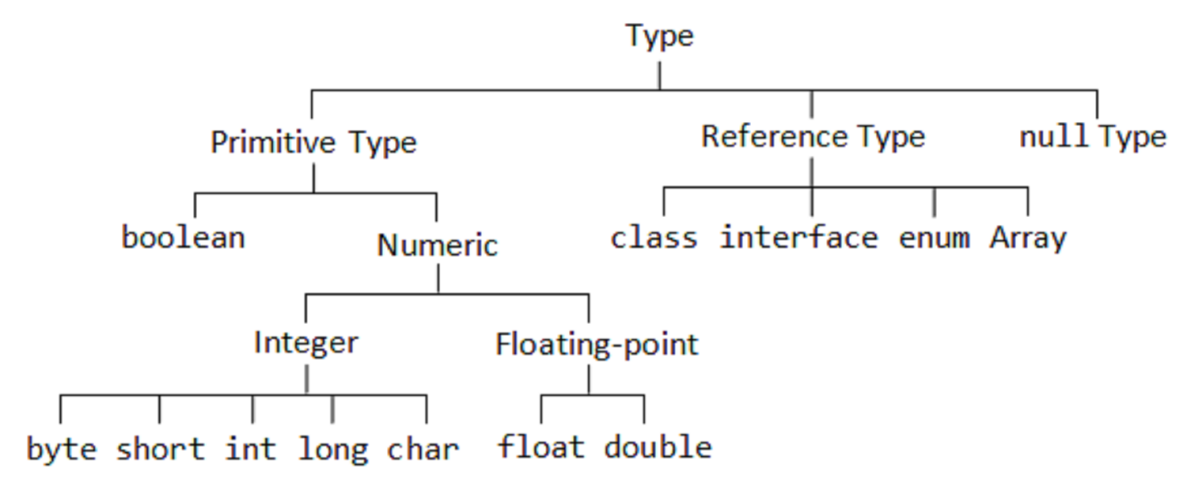 Type
Primitive Type Reference Type null Type
boolean Numeric class interface enum Array
Integer Floating-point
byte short int long char float double